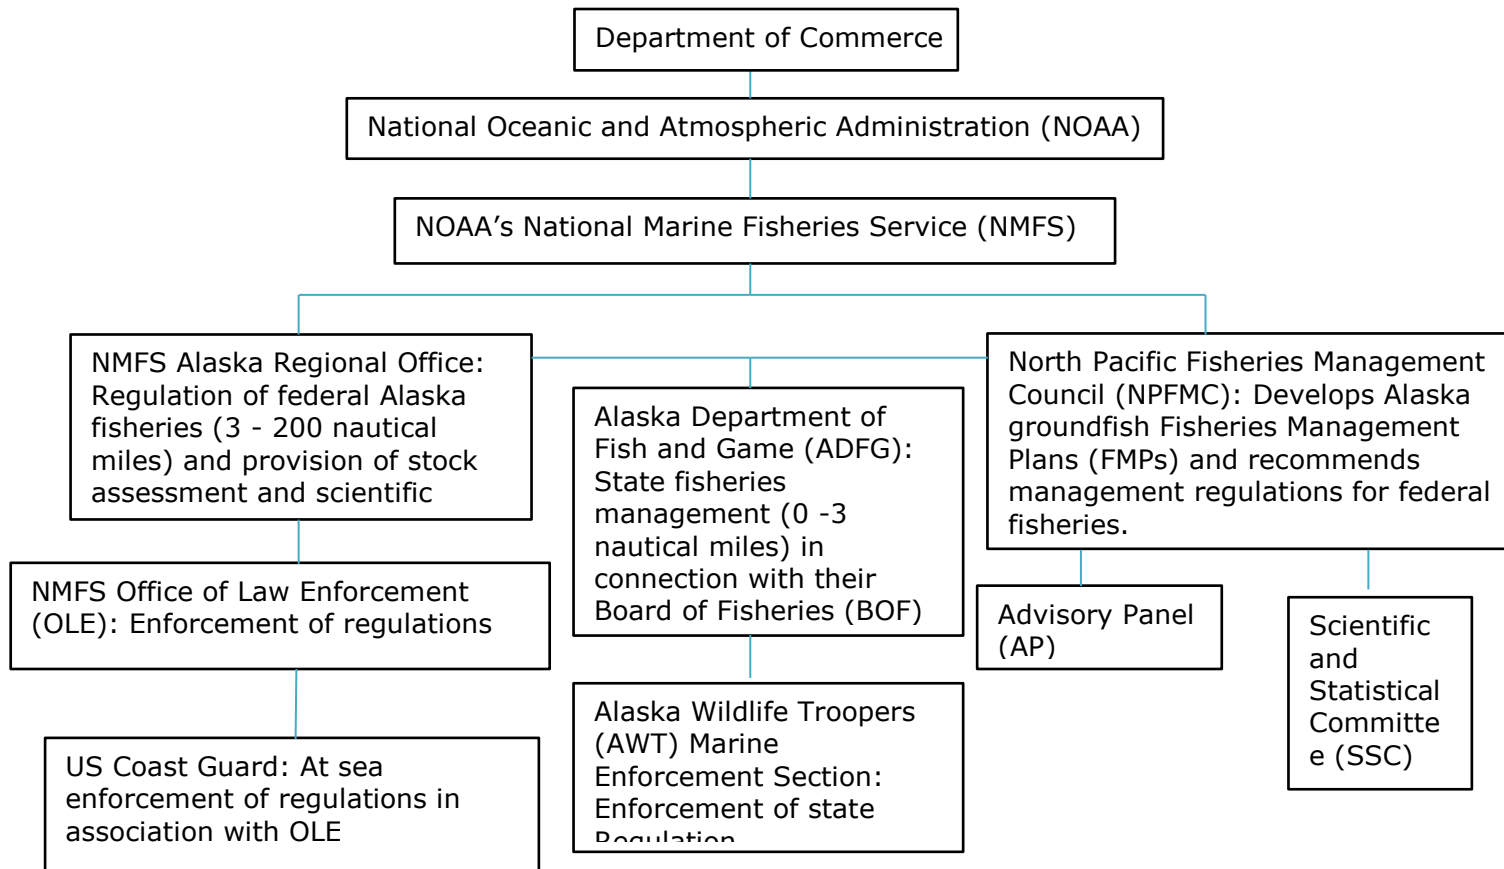 Department of Commerce
National Oceanic and Atmospheric Administration (NOAA)
NOAA’s National Marine Fisheries Service (NMFS)
NMFS Alaska Regional Office:
Regulation of federal Alaska
fisheries (3 - 200 nautical
miles) and provision of stock
assessment and scientific
Alaska Department of
Fish and Game (ADFG):
State fisheries
management (0 -3
nautical miles) in
connection with their
Board of Fisheries (BOF)
North Pacific Fisheries Management
Council (NPFMC): Develops Alaska
groundfish Fisheries Management
Plans (FMPs) and recommends
management regulations for federal
fisheries.
NMFS Office of Law Enforcement
(OLE): Enforcement of regulations
Advisory Panel
(AP)
Scientific
and
Statistical
Committe
e (SSC)
Alaska Wildlife Troopers
(AWT) Marine
Enforcement Section:
Enforcement of state
Regulation
US Coast Guard: At sea
enforcement of regulations in
association with OLE